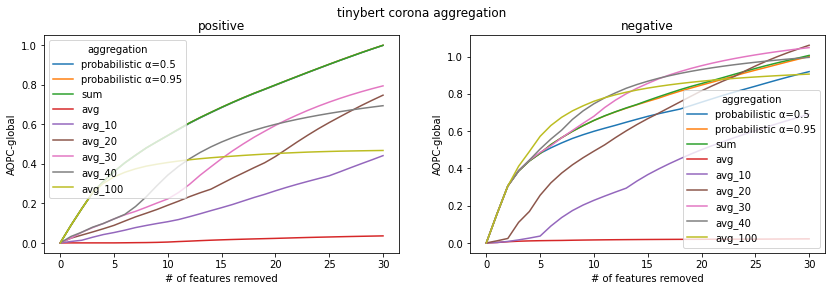 tinybert corona aggregation
positive
AOPC-global
1.0
0.8
0.6
0.4
0.2
0.0
aggregation
probabilistic α=0.5
probabilistic α=0.95
sum
avg
avg_10
avg_20
avg_30
avg_40
avg_100
0 5 10 15 20 25 30
# of features removed
negative
AOPC-global
1.0
0.8
0.6
0.4
0.2
0.0
aggregation
probabilistic α=0.5
probabilistic α=0.95
sum
avg
avg_10
avg_20
avg_30
avg_40
avg_100
0 5 10 15 20 25 30
# of features removed